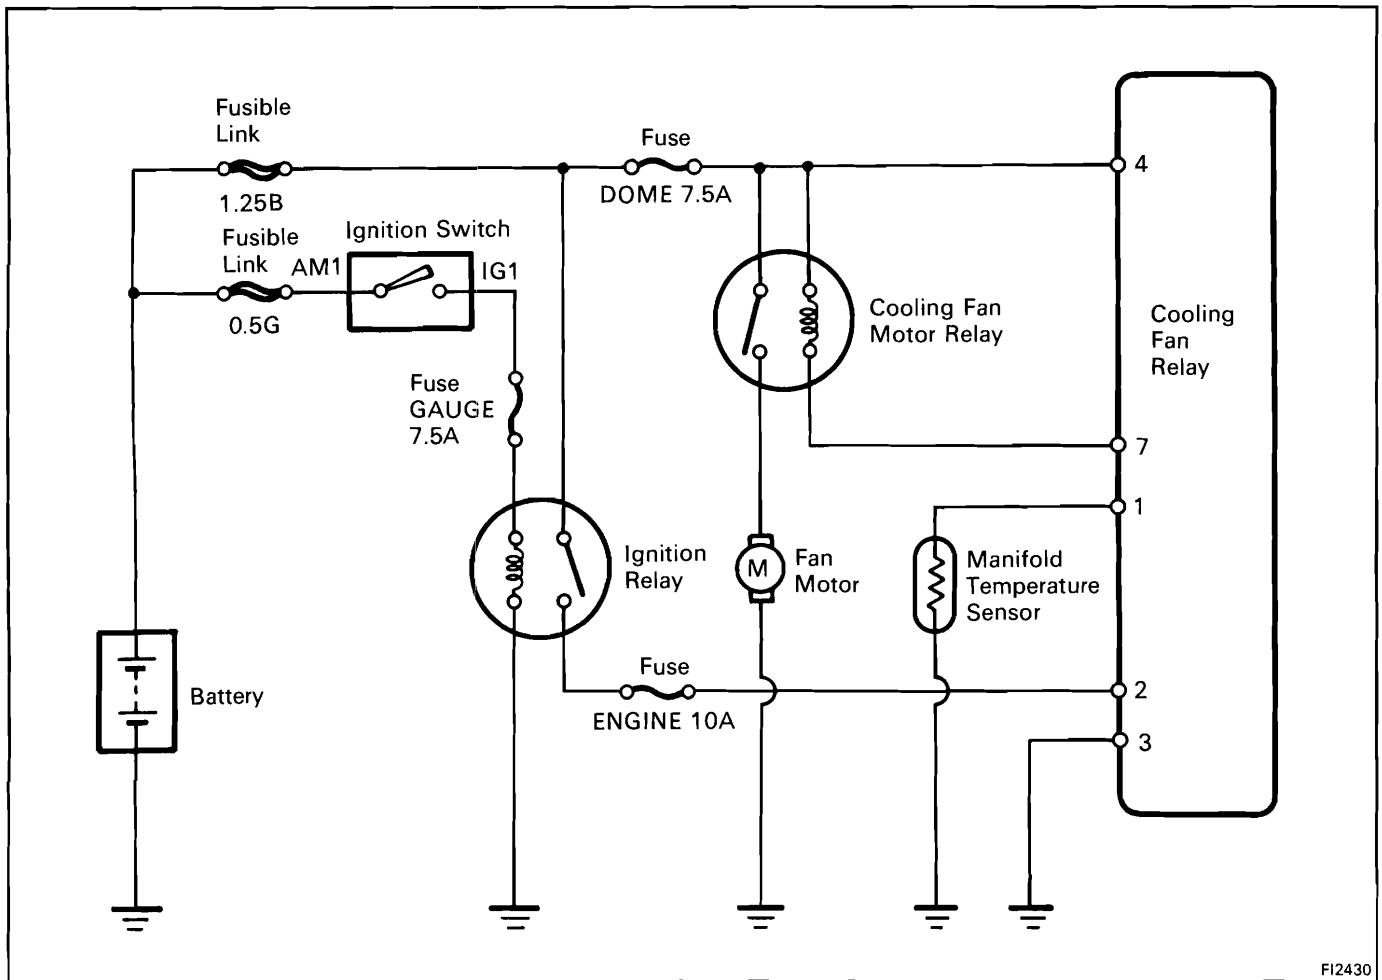 Fusible
Link
1.25B
Fusible
Link
0.5G
AM1
Ignition Switch
IG1
Fuse
DOME 7.5A
4
Cooling Fan
Motor Relay
Cooling
Fan
Relay
Fuse
GAUGE
7.5A
7
1
Ignition
Relay
M
Fan
Motor
Manifold
Temperature
Sensor
Battery
Fuse
ENGINE 10A
2
3
FI2430